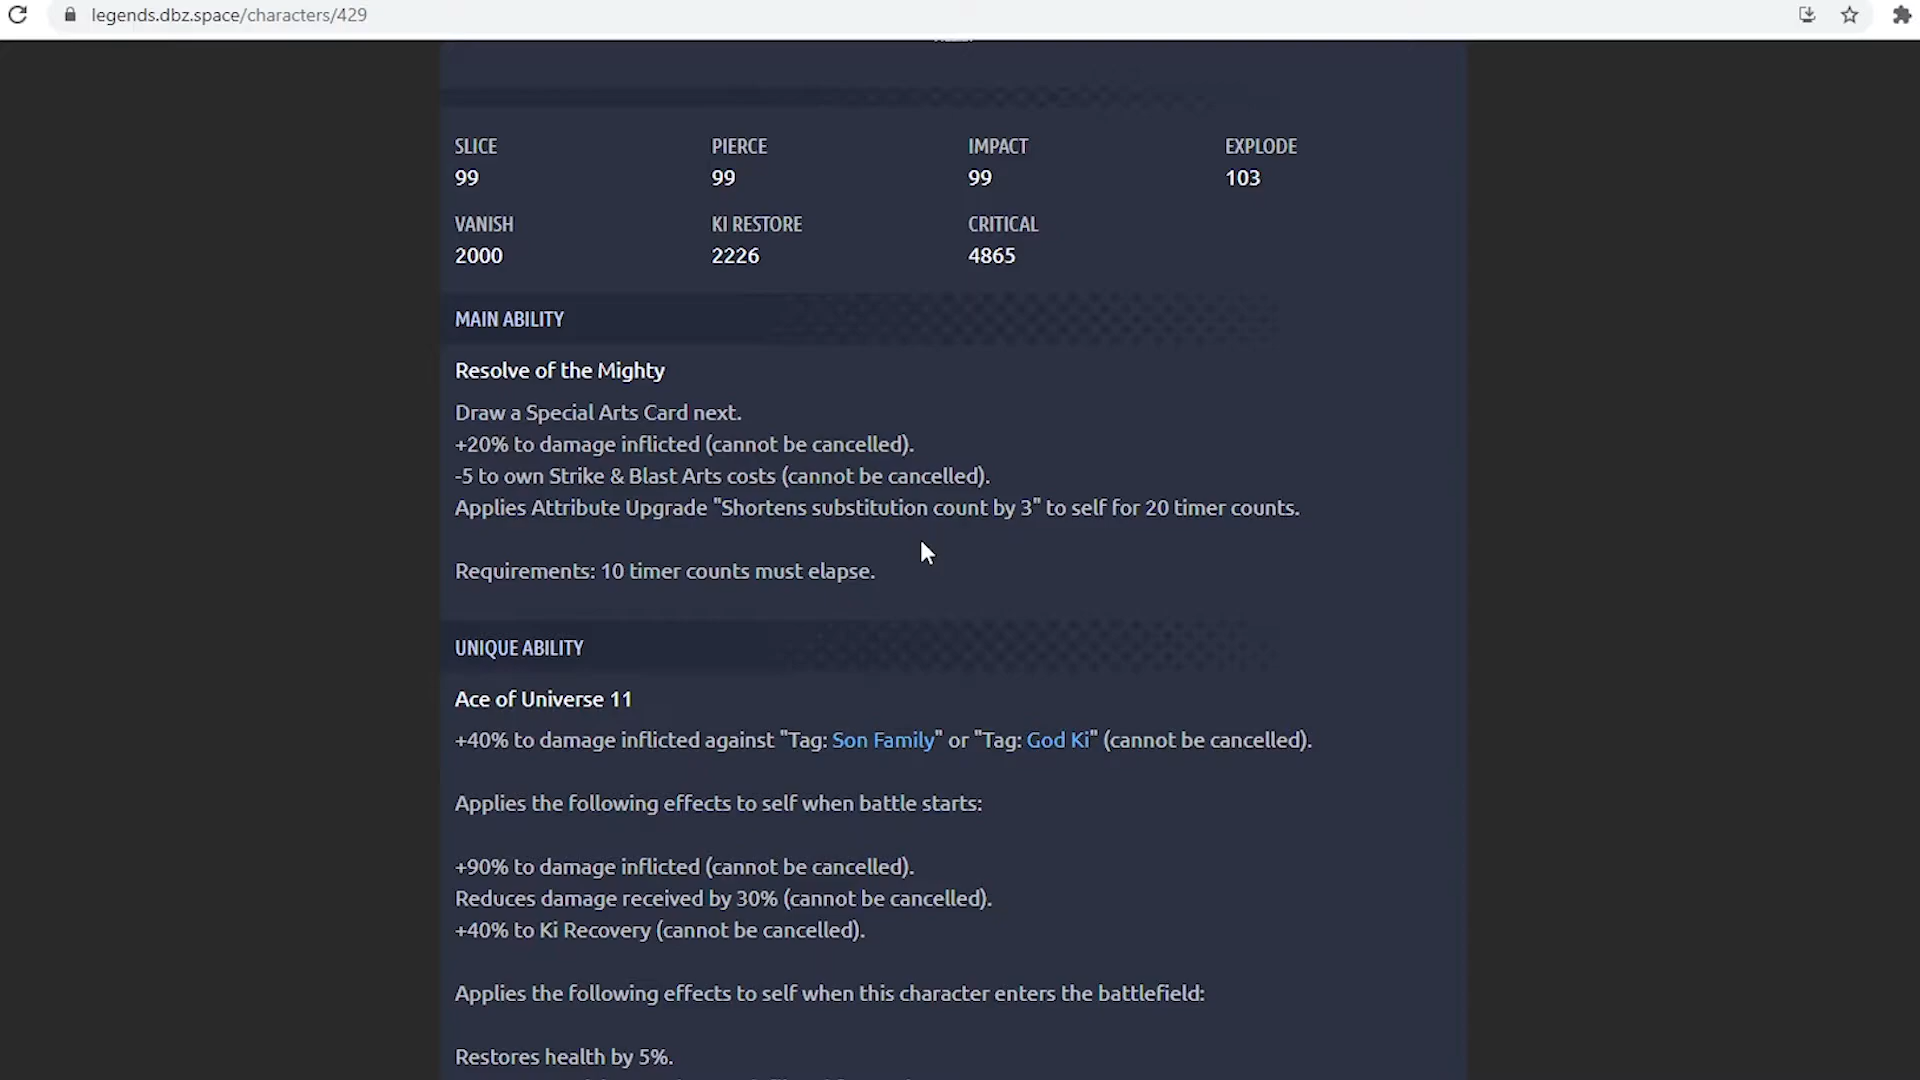 legends.dbz.space/characters/429
SLICE PIERCE IMPACT EXPLODE
99 99 99 103
VANISH KI RESTORE CRITICAL
2000 2226 4865
MAIN ABILITY
Resolve of the Mighty
Draw a Special Arts Card next.
+20% to damage inflicted (cannot be cancelled).
-5 to own Strike & Blast Arts costs (cannot be cancelled).
Applies Attribute Upgrade "Shortens substitution count by 3" to self for 20 timer counts.
Requirements: 10 timer counts must elapse.
UNIQUE ABILITY
Ace of Universe 11
+40% to damage inflicted against "Tag: Son Family" or "Tag: God Ki" (cannot be cancelled).
Applies the following effects to self when battle starts:
+90% to damage inflicted (cannot be cancelled).
Reduces damage received by 30% (cannot be cancelled).
+40% to Ki Recovery (cannot be cancelled).
Applies the following effects to self when this character enters the battlefield:
Restores health by 5%.